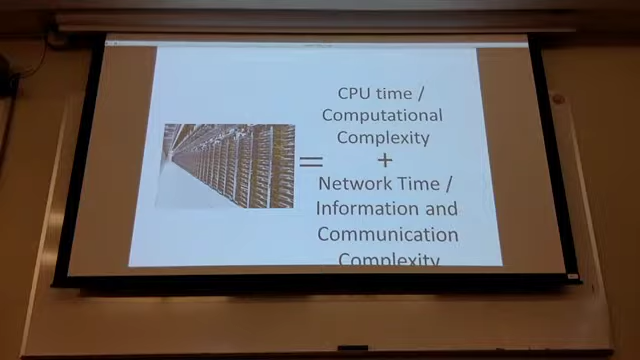 CPU time /
Computational
Complexity
=
+
Network Time /
Information and
Communication
Complexity